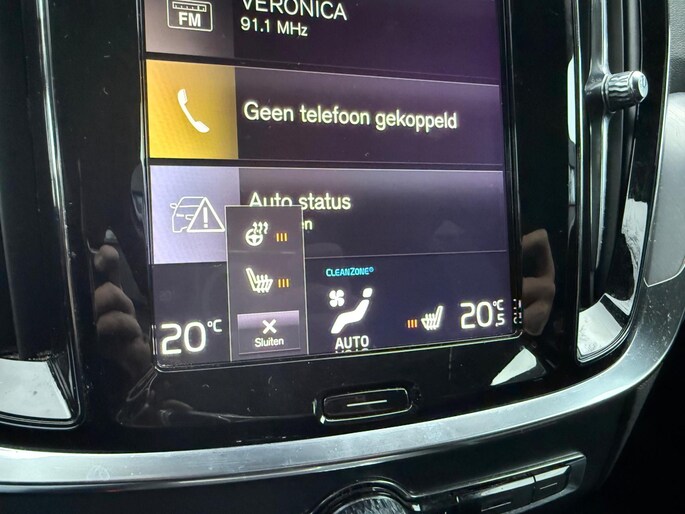 FM
VERONICA
91.1 MHz
Geen telefoon gekoppeld
Auto status
CLEANZONE
20°C
Sluiten
AUTO
20°C